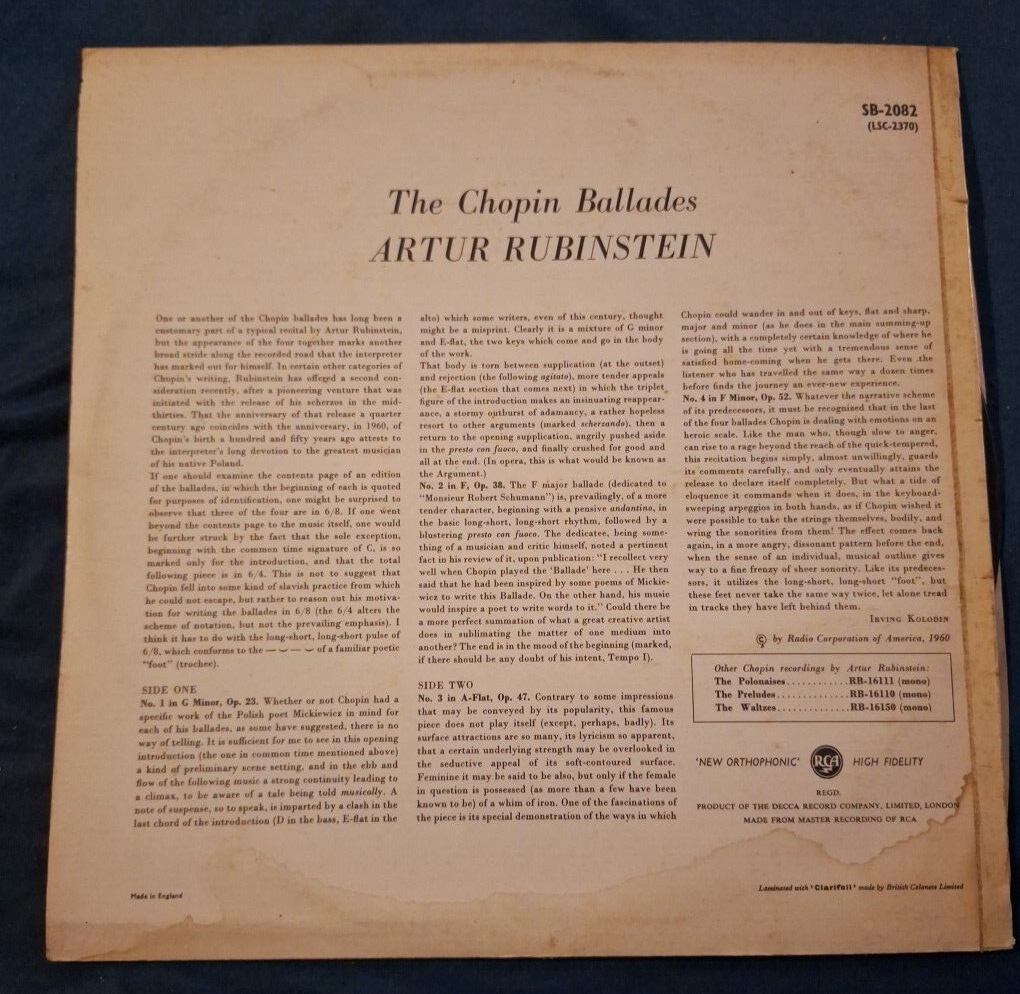 SB-2082
(LSC-2370)
The Chopin Ballades
ARTUR RUBINSTEIN
One or another of the Chopin ballades has long been a
customary part of a typical recital by Artur Rubinstein,
but the appearance of the four together marks another
broad stride along the recorded road that the interpreter
has marked out for himself. In certain other categories of
Chopin's writing, Rubinstein has offered a second con-
sideration recently, after a pioneering venture that was
initiated with the release of his scherzos in the mid-
thirties. That the anniversary of that release a quarter
century ago coincides with the anniversary, in 1960, of
Chopin's birth a hundred and fifty years ago attests to
the interpreter's long devotion to the greatest musician
of his native Poland.
If one should examine the contents page of an edition
of the ballades, in which the beginning of each is quoted
for purposes of identification, one might be surprised to
observe that three of the four are in 6/8. If one went
beyond the contents page to the music itself, one would
be further struck by the fact that the sole exception,
beginning with the common time signature of C, is so
marked only for the introduction, and that the total
following piece is in 6/4. This is not to suggest that
Chopin fell into some kind of slavish practice from which
he could not escape, but rather to reason out his motiva-
tion for writing the ballades in 6/8 (the 6/4 alters the
scheme of notation, but not the prevailing emphasis). I
think it has to do with the long-short, long-short pulse of
6/8, which conforms to the — ⏑ — ⏑ of a familiar poetic
"foot" (trochee).
SIDE ONE
No. 1 in G Minor, Op. 23. Whether or not Chopin had a
specific work of the Polish poet Mickiewicz in mind for
each of his ballades, as some have suggested, there is no
way of telling. It is sufficient for me to see in this opening
introduction (the one in common time mentioned above)
a kind of preliminary scene setting, and in the ebb and
flow of the following music a strong continuity leading to
a climax, to be aware of a tale being told musically. A
note of suspense, so to speak, is imparted by a clash in the
last chord of the introduction (D in the bass, E-flat in the
alto) which some writers, even of this century, thought
might be a misprint. Clearly it is a mixture of G minor
and E-flat, the two keys which come and go in the body
of the work.
That body is torn between supplication (at the outset)
and rejection (the following agitato), more tender appeals
(the E-flat section that comes next) in which the triplet
figure of the introduction makes an insinuating reappear-
ance, a stormy outburst of adamancy, a rather hopeless
resort to other arguments (marked scherzando), then a
return to the opening supplication, angrily pushed aside
in the presto con fuoco, and finally crushed for good and
all at the end. (In opera, this is what would be known as
the Argument.)
No. 2 in F, Op. 38. The F major ballade (dedicated to
"Monsieur Robert Schumann") is, prevailingly, of a more
tender character, beginning with a pensive andantino, in
the basic long-short, long-short rhythm, followed by a
blustering presto con fuoco. The dedicatee, being some-
thing of a musician and critic himself, noted a pertinent
fact in his review of it, upon publication: "I recollect very
well when Chopin played the 'Ballade' here . . . He then
said that he had been inspired by some poems of Mickie-
wicz to write this Ballade. On the other hand, his music
would inspire a poet to write words to it." Could there be
a more perfect summation of what a great creative artist
does in sublimating the matter of one medium into
another? The end is in the mood of the beginning (marked,
if there should be any doubt of his intent, Tempo I).
SIDE TWO
No. 3 in A-Flat, Op. 47. Contrary to some impressions
that may be conveyed by its popularity, this famous
piece does not play itself (except, perhaps, badly). Its
surface attractions are so many, its lyricism so apparent,
that a certain underlying strength may be overlooked in
the seductive appeal of its soft-contoured surface.
Feminine it may be said to be also, but only if the female
in question is possessed (as more than a few have been
known to be) of a whim of iron. One of the fascinations of
the piece is its special demonstration of the ways in which
Chopin could wander in and out of keys, flat and sharp,
major and minor (as he does in the main summing-up
section), with a completely certain knowledge of where he
is going all the time yet with a tremendous sense of
satisfied home-coming when he gets there. Even the
listener who has travelled the same way a dozen times
before finds the journey an ever-new experience.
No. 4 in F Minor, Op. 52. Whatever the narrative scheme
of its predecessors, it must be recognized that in the last
of the four ballades Chopin is dealing with emotions on an
heroic scale. Like the man who, though slow to anger,
can rise to a rage beyond the reach of the quick-tempered,
this recitation begins simply, almost unwillingly, guards
its comments carefully, and only eventually attains the
release to declare itself completely. But what a tide of
eloquence it commands when it does, in the keyboard-
sweeping arpeggios in both hands, as if Chopin wished it
were possible to take the strings themselves, bodily, and
wring the sonorities from them! The effect comes back
again, in a more angry, dissonant pattern before the end,
when the sense of an individual, musical outline gives
way to a fine frenzy of sheer sonority. Like its predeces-
sors, it utilizes the long-short, long-short "foot", but
these feet never take the same way twice, let alone tread
in tracks they have left behind them.
IRVING KOLODIN
© by Radio Corporation of America, 1960
Other Chopin recordings by Artur Rubinstein:
The Polonaises............RB-16111 (mono)
The Preludes..............RB-16110 (mono)
The Waltzes..............RB-16150 (mono)
'NEW ORTHOPHONIC' RCA HIGH FIDELITY
REGD.
PRODUCT OF THE DECCA RECORD COMPANY, LIMITED, LONDON
MADE FROM MASTER RECORDING OF RCA
Made in England
Laminated with 'Clarifoil' made by British Celanese Limited